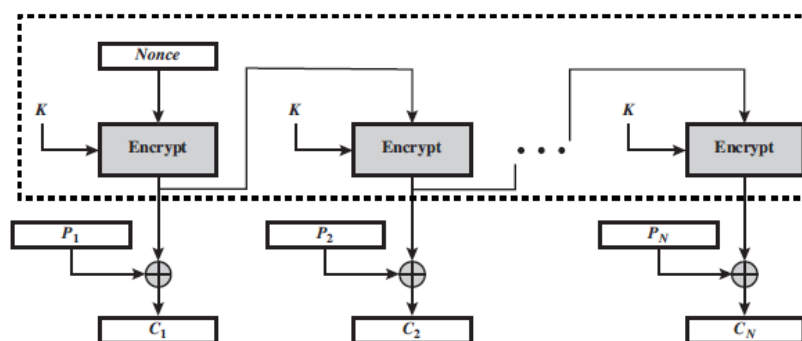 Nonce
K K K
Encrypt Encrypt • • • Encrypt
P1 P2 PN
C1 C2 CN